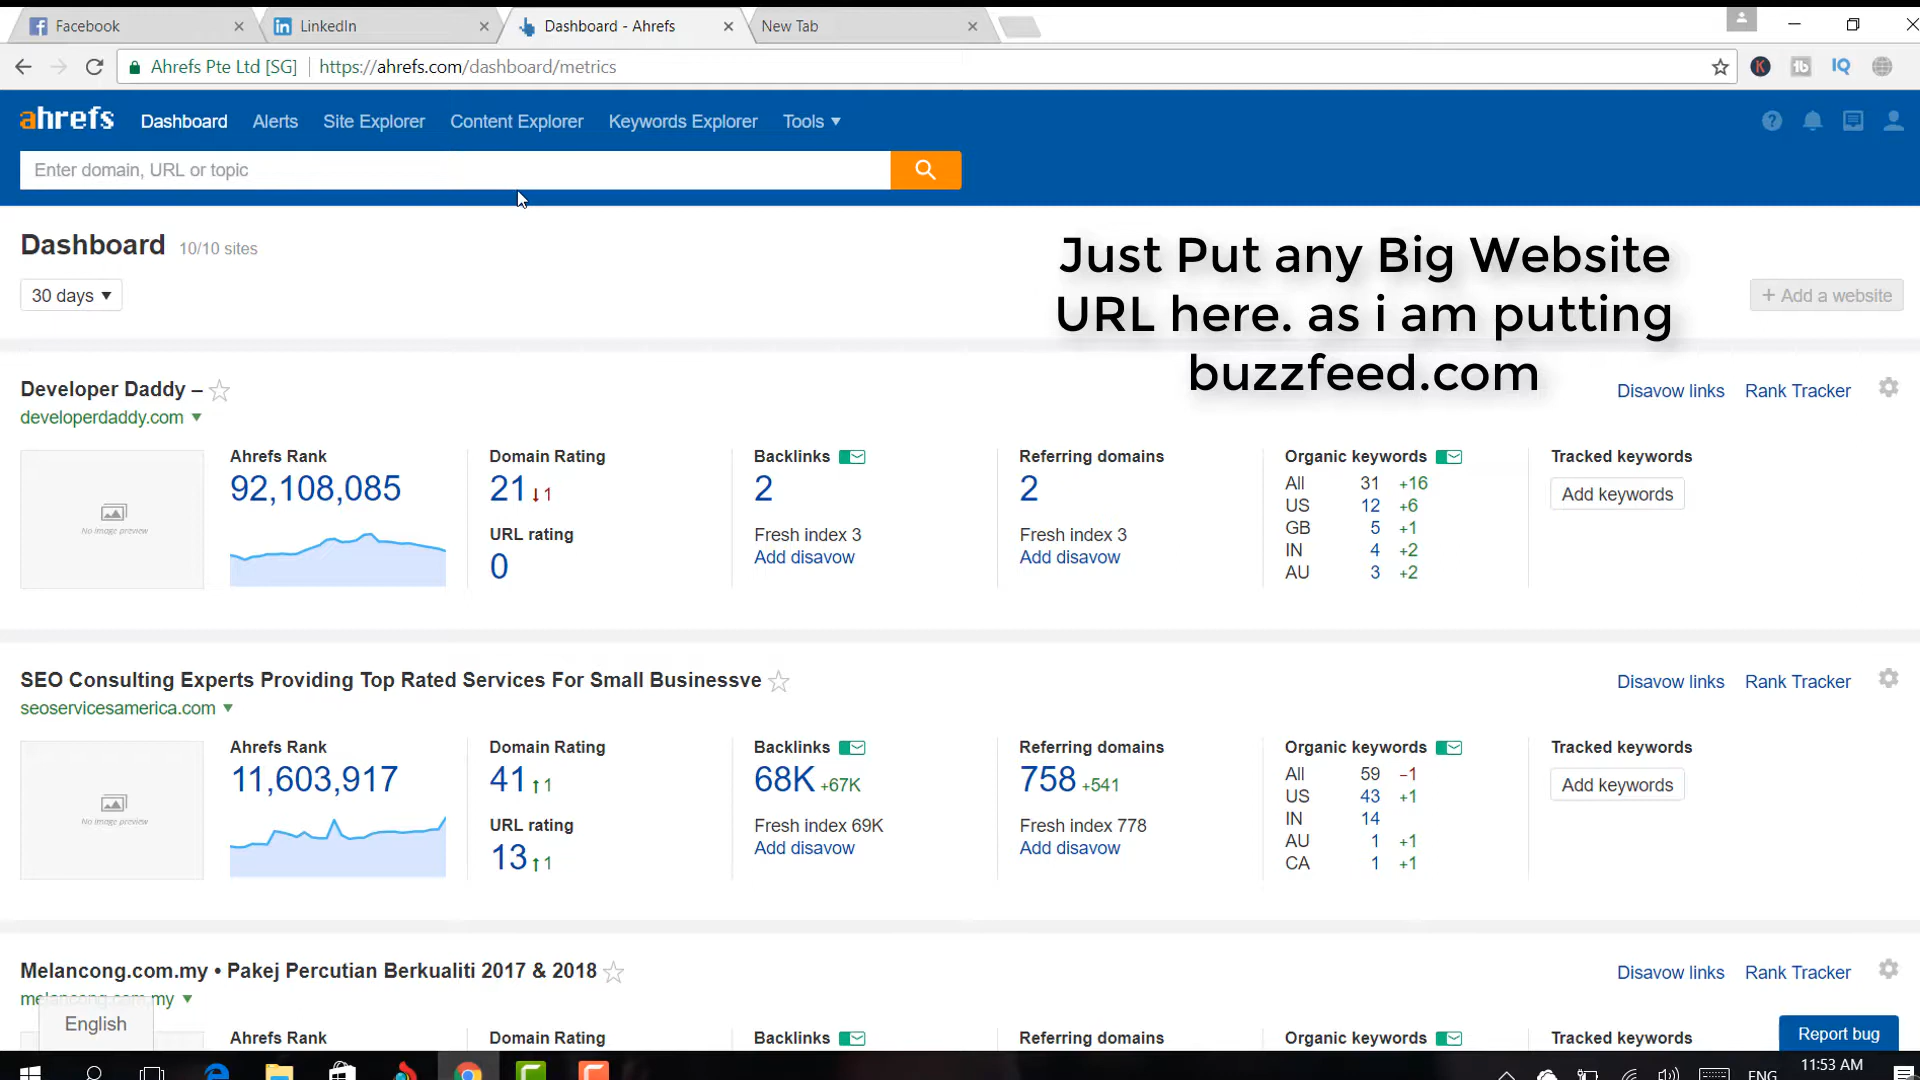 Facebook
LinkedIn
Dashboard - Ahrefs
New Tab
Ahrefs Pte Ltd [SG]
https://ahrefs.com/dashboard/metrics
ahrefs
Dashboard
Alerts
Site Explorer
Content Explorer
Keywords Explorer
Tools
Enter domain, URL or topic
Dashboard 10/10 sites
Just Put any Big Website
URL here. as i am putting
buzzfeed.com
30 days
+ Add a website
Developer Daddy –
developerdaddy.com
Disavow links
Rank Tracker
No image preview
Ahrefs Rank
92,108,085
Domain Rating
21 ↓1
URL rating
0
Backlinks
2
Fresh index 3
Add disavow
Referring domains
2
Fresh index 3
Add disavow
Organic keywords
All 31 +16
US 12 +6
GB 5 +1
IN 4 +2
AU 3 +2
Tracked keywords
Add keywords
SEO Consulting Experts Providing Top Rated Services For Small Businessve
seoservicesamerica.com
Disavow links
Rank Tracker
No image preview
Ahrefs Rank
11,603,917
Domain Rating
41 ↑1
URL rating
13 ↑1
Backlinks
68K +67K
Fresh index 69K
Add disavow
Referring domains
758 +541
Fresh index 778
Add disavow
Organic keywords
All 59 –1
US 43 +1
IN 14
AU 1 +1
CA 1 +1
Tracked keywords
Add keywords
Melancong.com.my • Pakej Percutian Berkualiti 2017 & 2018
melancong.com.my
Disavow links
Rank Tracker
English
Ahrefs Rank
Domain Rating
Backlinks
Referring domains
Organic keywords
Tracked keywords
Report bug
ENG
11:53 AM